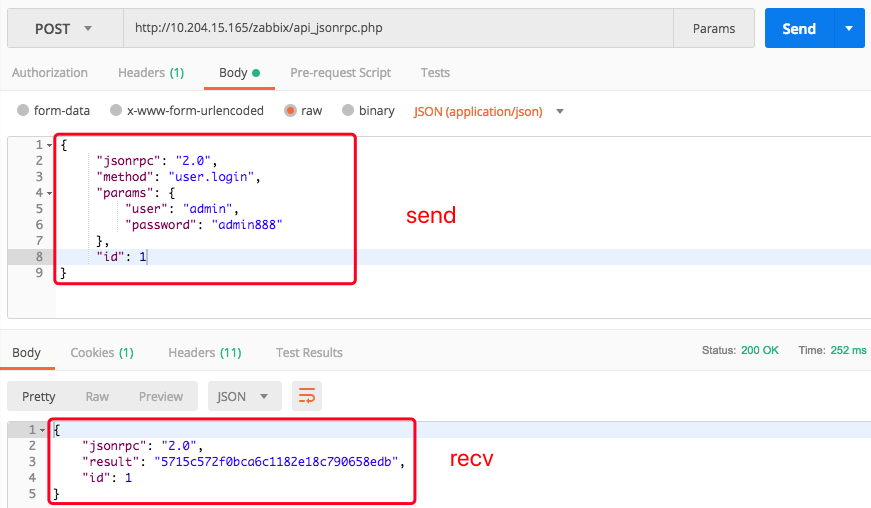 POST http://10.204.15.165/zabbix/api_jsonrpc.php Params Send
Authorization Headers (1) Body Pre-request Script Tests
form-data x-www-form-urlencoded raw binary JSON (application/json)
1 {
2 "jsonrpc": "2.0",
3 "method": "user.login",
4 "params": {
5 "user": "admin",
6 "password": "admin888"
7 },
8 "id": 1
9 }
send
Body Cookies (1) Headers (11) Test Results Status: 200 OK Time: 252 ms
Pretty Raw Preview JSON
1 {
2 "jsonrpc": "2.0",
3 "result": "5715c572f0bca6c1182e18c790658edb",
4 "id": 1
5 }
recv